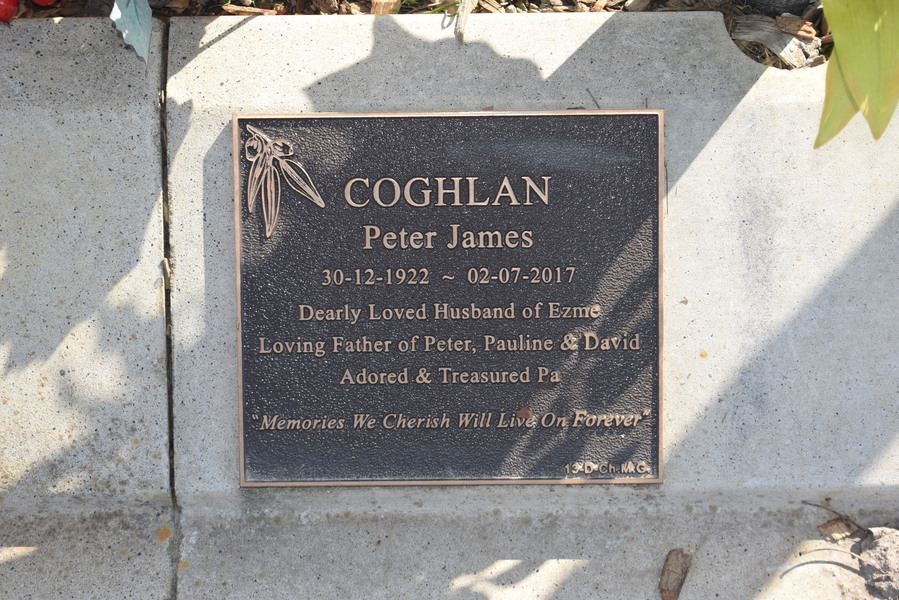 COGHLAN
Peter James
30-12-1922 ~ 02-07-2017
Dearly Loved Husband of Ezme
Loving Father of Peter, Pauline & David
Adored & Treasured Pa
"Memories We Cherish Will Live On Forever"
13-D-Ch-M.G.